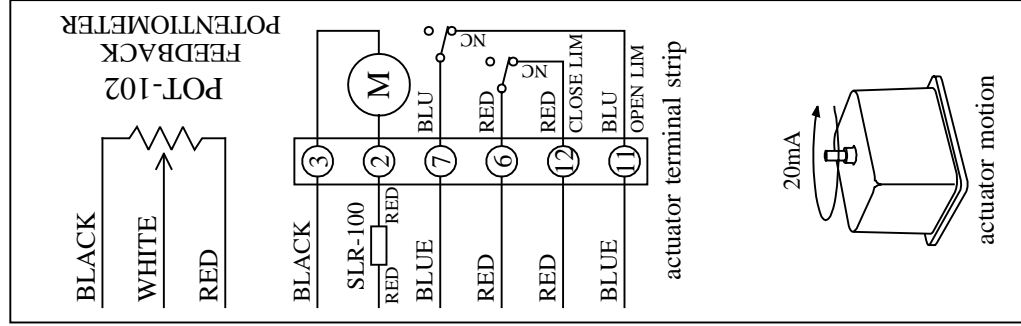 POT-102
FEEDBACK
POTENTIOMETER
BLACK
WHITE
RED
3
2
7
6
12
11
M
BLU
RED
RED
BLU
NC
NC
CLOSE LIM
OPEN LIM
BLACK
SLR-100
RED
RED
BLUE
RED
RED
BLUE
actuator terminal strip
20mA
actuator motion